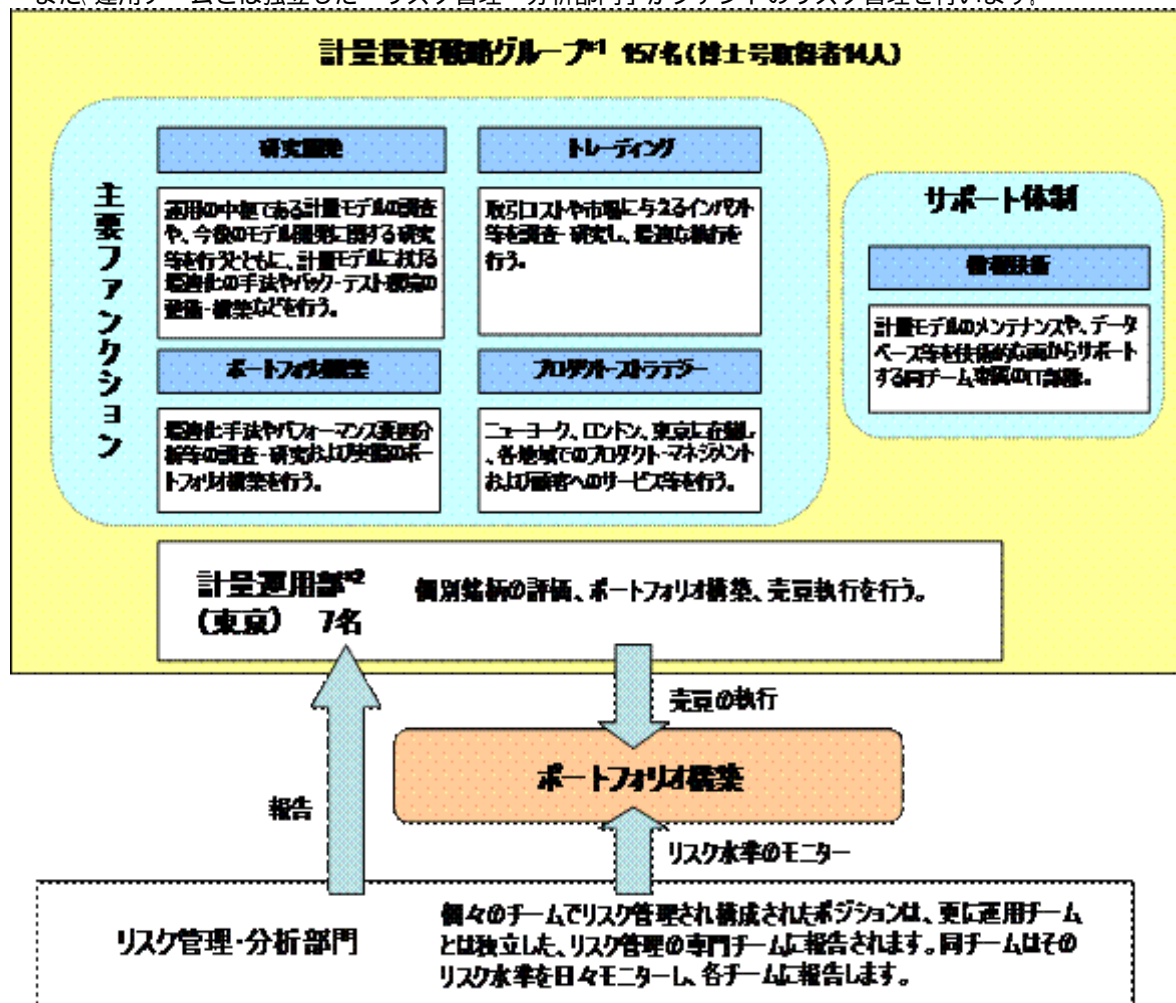 また、運用チームとは独立した「リスク管理・分析部門」がファンドのリスク管理を行います。
計量投資戦略グループ*1 157名(博士号取得者14人)
主要ファンクション
研究開発
運用の中枢である計量モデルの調査
や、今後のモデル開発に関する研究
等を行うとともに、計量モデルにおける
最適化の手法やバック・テスト環境の
評価・構築などを行う。
トレーディング
取引コストや市場に与えるインパクト
等を調査・研究し、最適な執行を
行う。
ポートフォリオ構築
最適化手法やパフォーマンス要因分
析等の調査・研究および実際のポー
トフォリオ構築を行う。
プロダクト・ストラテジー
ニューヨーク、ロンドン、東京に在籍し
、各地域でのプロダクト・マネジメント
および顧客へのサービス等を行う。
サポート体制
情報技術
計量モデルのメンテナンスや、データ
ベース等を技術的な面からサポート
する同チーム専属のIT部隊。
計量運用部*2
(東京) 7名
個別銘柄の評価、ポートフォリオ構築、売買執行を行う。
売買の執行
ポートフォリオ構築
報告
リスク水準のモニター
リスク管理・分析部門
個々のチームでリスク管理され構成されたポジションは、更に運用チーム
とは独立した、リスク管理の専門チームに報告されます。同チームはその
リスク水準を日々モニターし、各チームに報告します。